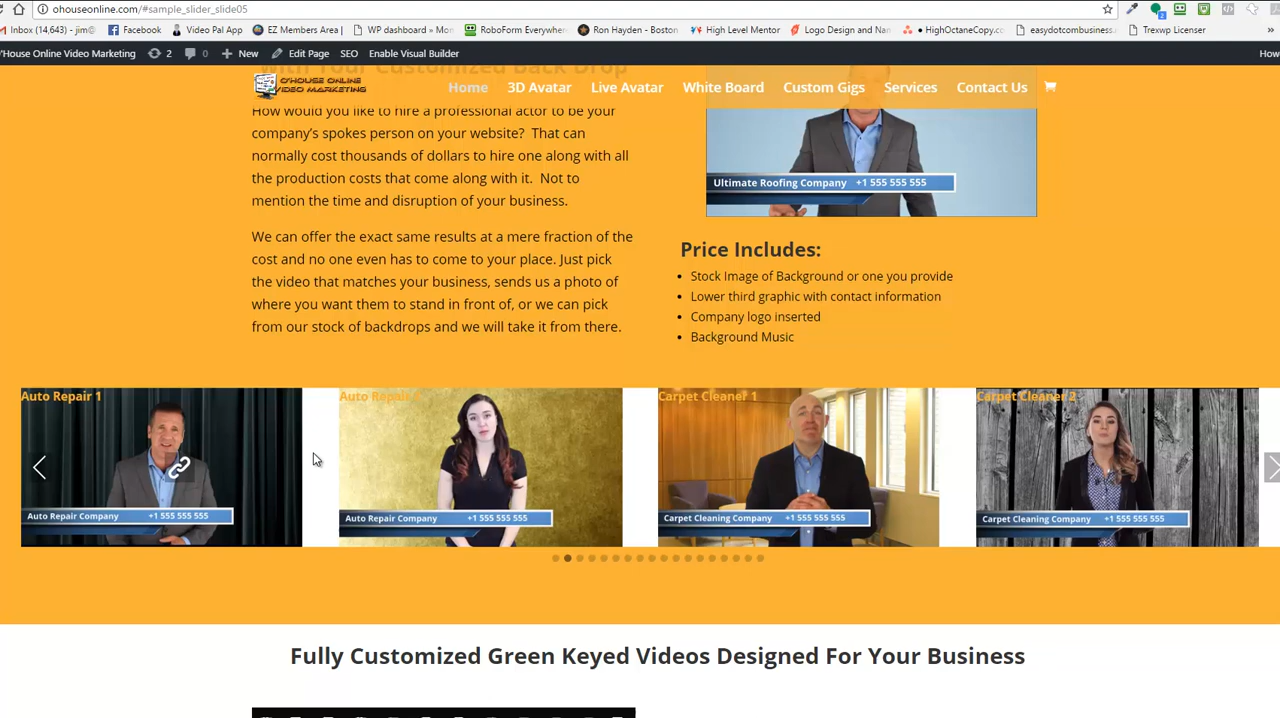 ohouseonline.com/#sample_slider_slide05
Inbox (14,643) - jim@
Facebook
Video Pal App
EZ Members Area |
WP dashboard « Mon
RoboForm Everywhere
Ron Hayden - Boston
High Level Mentor
Logo Design and Nam
• HighOctaneCopy.co
easydotcombusiness.
Trexwp Licenser
»
'House Online Video Marketing
2
0
New
Edit Page
SEO
Enable Visual Builder
How
With Your Customized Back Drop
O'HOUSE ONLINE
VIDEO MARKETING
Home
3D Avatar
Live Avatar
White Board
Custom Gigs
Services
Contact Us
How would you like to hire a professional actor to be your
company's spokes person on your website? That can
normally cost thousands of dollars to hire one along with all
the production costs that come along with it. Not to
mention the time and disruption of your business.
We can offer the exact same results at a mere fraction of the
cost and no one even has to come to your place. Just pick
the video that matches your business, sends us a photo of
where you want them to stand in front of, or we can pick
from our stock of backdrops and we will take it from there.
Ultimate Roofing Company +1 555 555 555
Price Includes:
• Stock Image of Background or one you provide
• Lower third graphic with contact information
• Company logo inserted
• Background Music
Auto Repair 1
Auto Repair Company +1 555 555 555
Auto Repair
Auto Repair Company +1 555 555 555
Carpet Cleaner 1
Carpet Cleaning Company +1 555 555 555
Carpet Cleaner 2
Carpet Cleaning Company +1 555 555 555
Fully Customized Green Keyed Videos Designed For Your Business